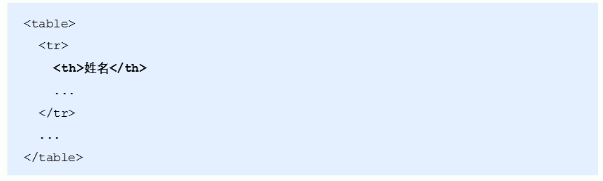 <table>
  <tr>
    <th>姓名</th>
    ...
  </tr>
  ...
</table>